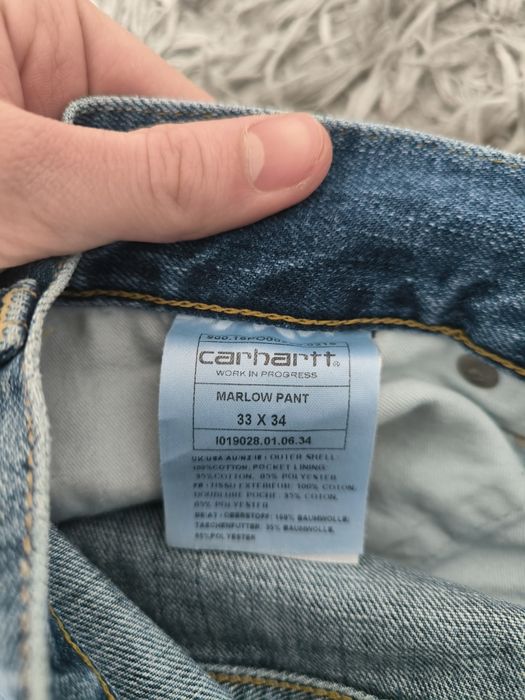 carhartt®
WORK IN PROGRESS
MARLOW PANT
33 X 34
I019028.01.06.34
UK/USA/AU/NZ/IE : OUTER SHELL:
100% COTTON, POCKET LINING:
35% COTTON, 65% POLYESTER
FR : TISSU EXTERIEUR: 100% COTON,
DOUBLURE POCHE: 35% COTON,
65% POLYESTER
DE/AT : OBERSTOFF: 100% BAUMWOLLE,
TASCHENFUTTER: 35% BAUMWOLLE,
65% POLYESTER